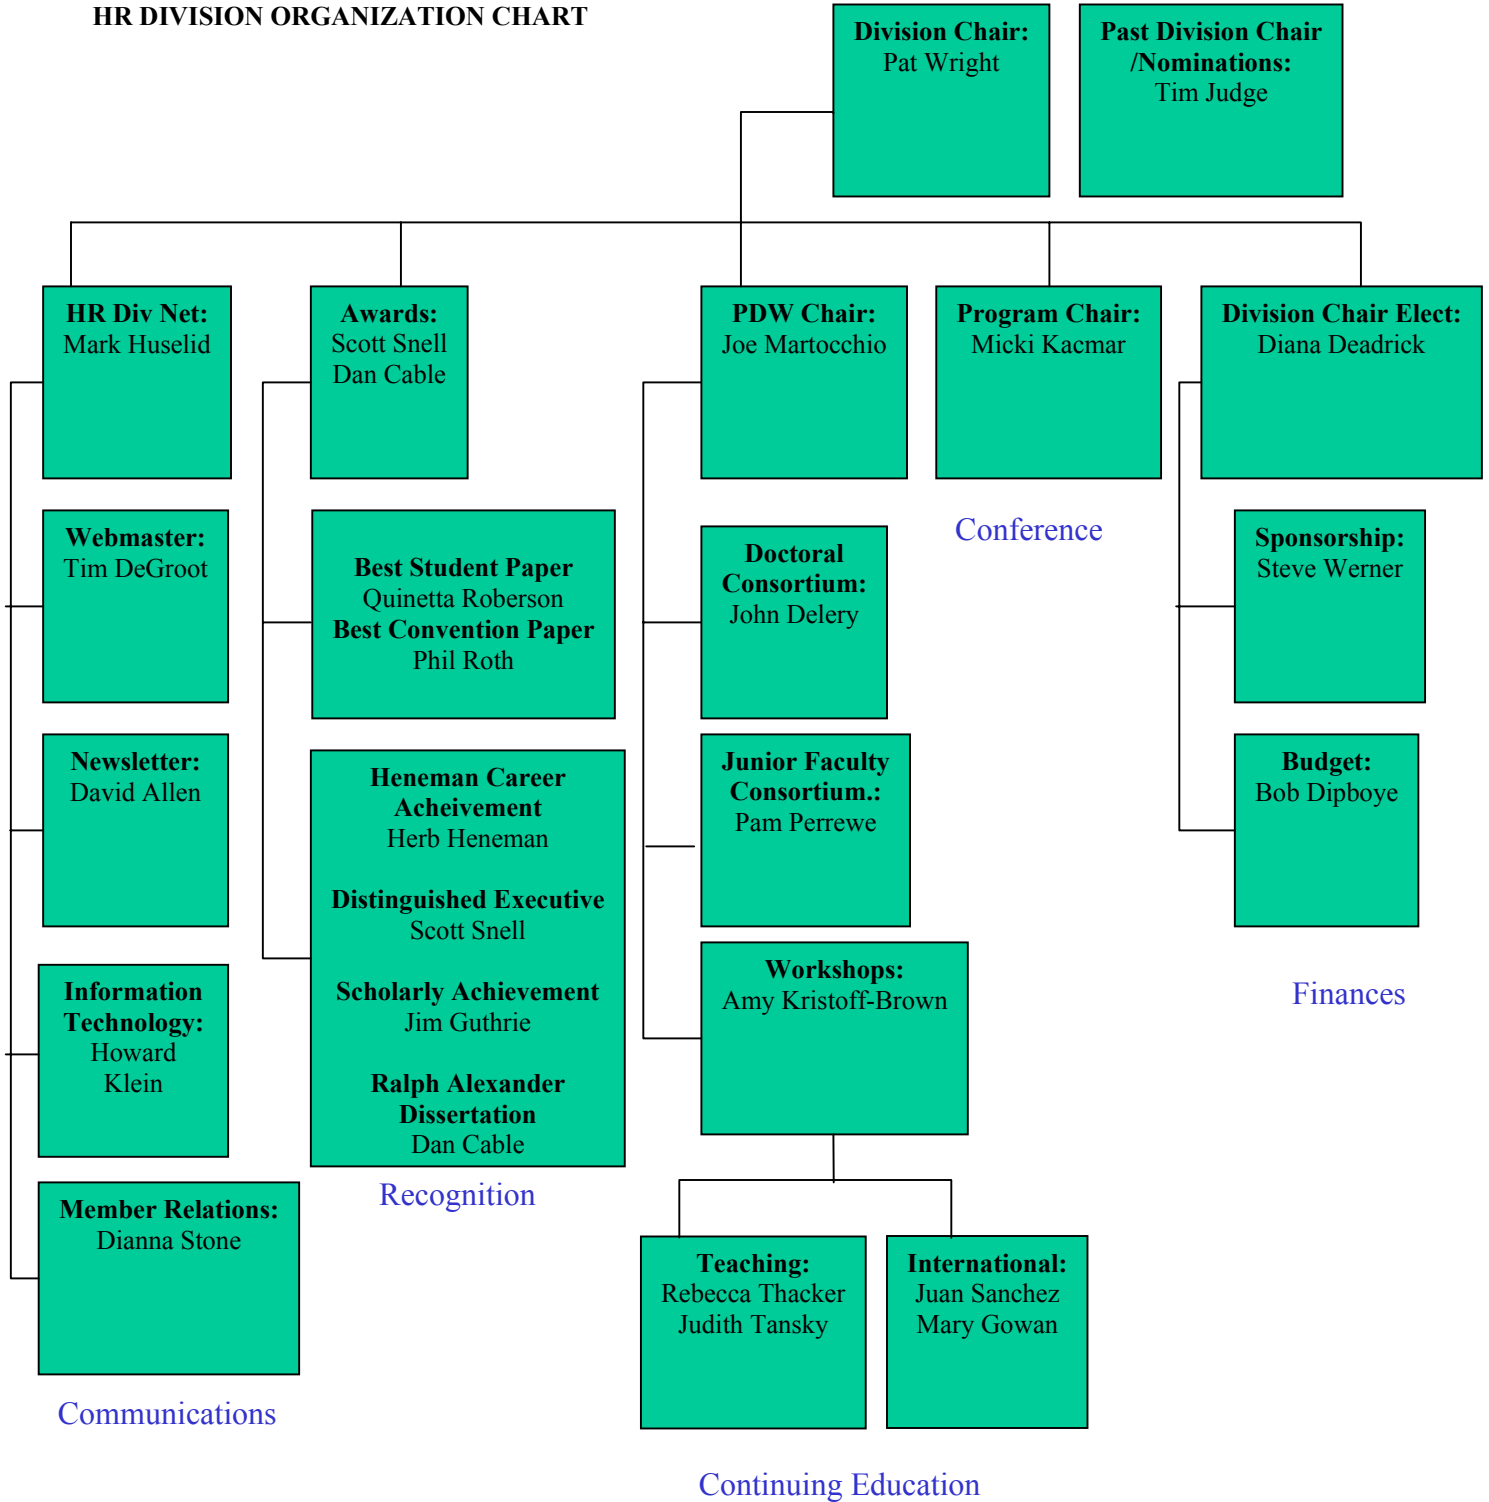 HR DIVISION ORGANIZATION CHART
Division Chair:
Pat Wright
Past Division Chair
/Nominations:
Tim Judge
HR Div Net:
Mark Huselid
Awards:
Scott Snell
Dan Cable
PDW Chair:
Joe Martocchio
Program Chair:
Micki Kacmar
Division Chair Elect:
Diana Deadrick
Webmaster:
Tim DeGroot
Newsletter:
David Allen
Information
Technology:
Howard
Klein
Member Relations:
Dianna Stone
Communications
Best Student Paper
Quinetta Roberson
Best Convention Paper
Phil Roth
Heneman Career
Acheivement
Herb Heneman
Distinguished Executive
Scott Snell
Scholarly Achievement
Jim Guthrie
Ralph Alexander
Dissertation
Dan Cable
Recognition
Doctoral
Consortium:
John Delery
Junior Faculty
Consortium.:
Pam Perrewe
Workshops:
Amy Kristoff-Brown
Teaching:
Rebecca Thacker
Judith Tansky
International:
Juan Sanchez
Mary Gowan
Continuing Education
Conference
Sponsorship:
Steve Werner
Budget:
Bob Dipboye
Finances